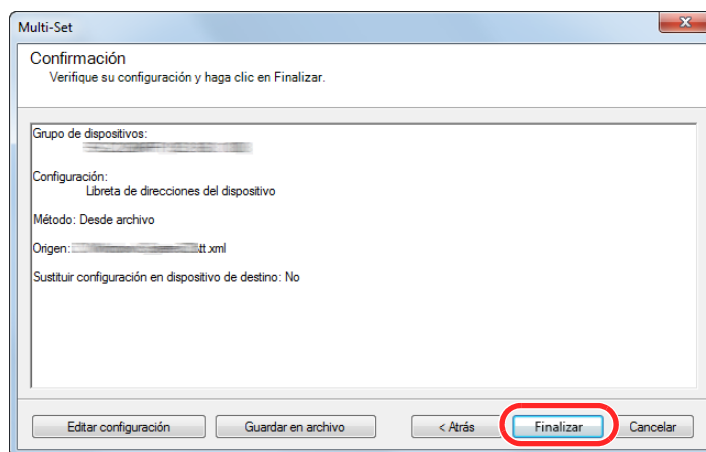 Multi-Set
Confirmación
Verifique su configuración y haga clic en Finalizar.
Grupo de dispositivos:
Configuración:
Libreta de direcciones del dispositivo
Método: Desde archivo
Origen: tt.xml
Sustituir configuración en dispositivo de destino: No
Editar configuración Guardar en archivo < Atrás Finalizar Cancelar